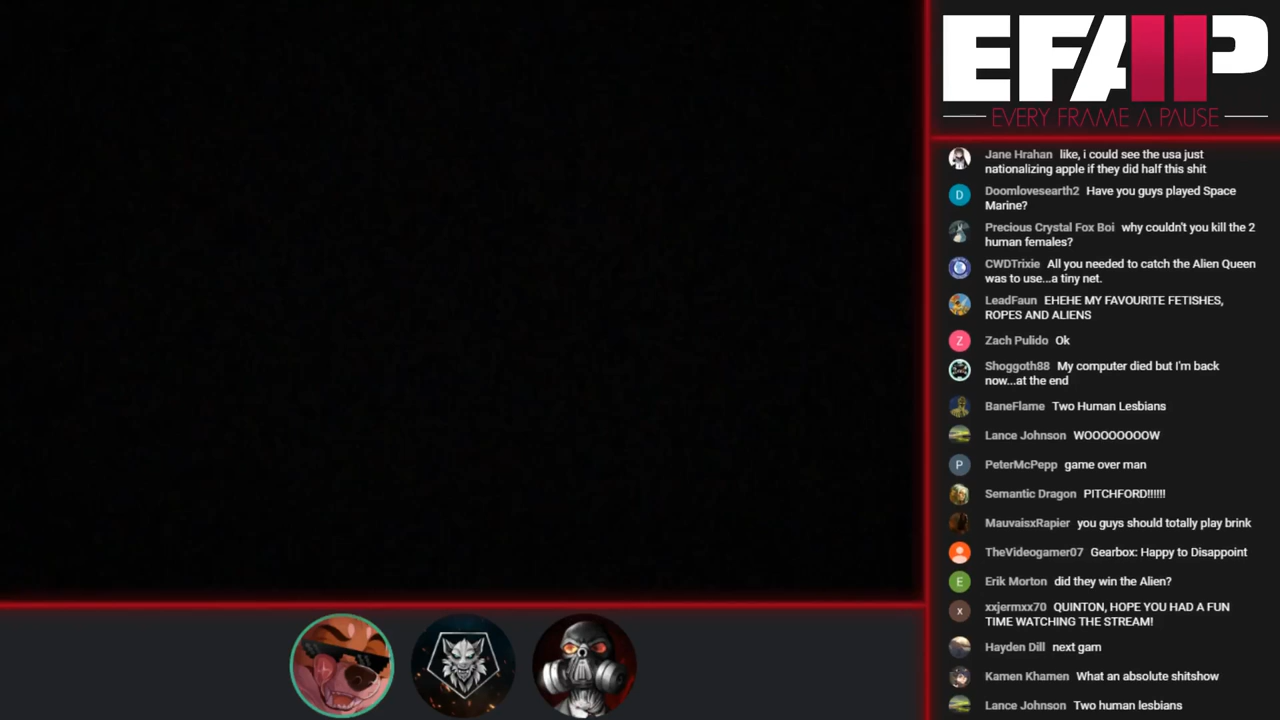 EFAP
EVERY FRAME A PAUSE
Jane Hrahan like, i could see the usa just
nationalizing apple if they did half this shit
D
Doomlovesearth2 Have you guys played Space
Marine?
Precious Crystal Fox Boi why couldn't you kill the 2
human females?
CWDTrixie All you needed to catch the Alien Queen
was to use...a tiny net.
LeadFaun EHEHE MY FAVOURITE FETISHES,
ROPES AND ALIENS
Z
Zach Pulido Ok
Shoggoth88 My computer died but I'm back
now...at the end
BaneFlame Two Human Lesbians
Lance Johnson WOOOOOOOOW
P
PeterMcPepp game over man
Semantic Dragon PITCHFORD!!!!!!
MauvaisxRapier you guys should totally play brink
TheVideogamer07 Gearbox: Happy to Disappoint
E
Erik Morton did they win the Alien?
x
xxjermxx70 QUINTON, HOPE YOU HAD A FUN
TIME WATCHING THE STREAM!
Hayden Dill next gam
Kamen Khamen What an absolute shitshow
Lance Johnson Two human lesbians